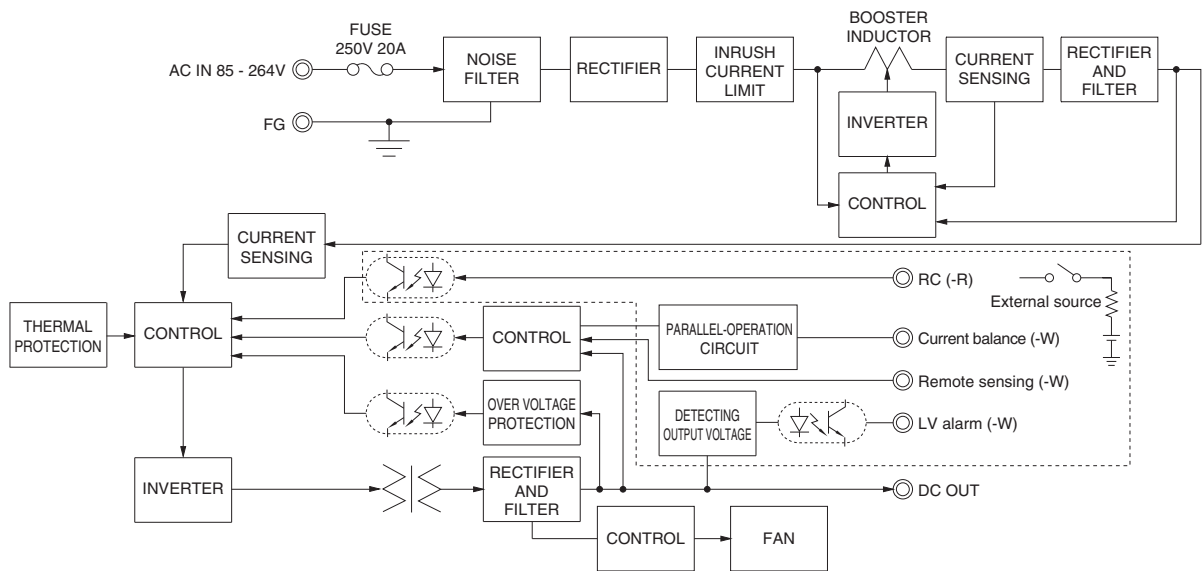 FUSE
250V 20A
BOOSTER
INDUCTOR
AC IN 85 - 264V
NOISE
FILTER
RECTIFIER
INRUSH
CURRENT
LIMIT
CURRENT
SENSING
RECTIFIER
AND
FILTER
FG
INVERTER
CONTROL
CURRENT
SENSING
RC (-R)
External source
THERMAL
PROTECTION
CONTROL
CONTROL
PARALLEL-OPERATION
CIRCUIT
Current balance (-W)
Remote sensing (-W)
OVER VOLTAGE
PROTECTION
DETECTING
OUTPUT VOLTAGE
LV alarm (-W)
INVERTER
RECTIFIER
AND
FILTER
DC OUT
CONTROL
FAN